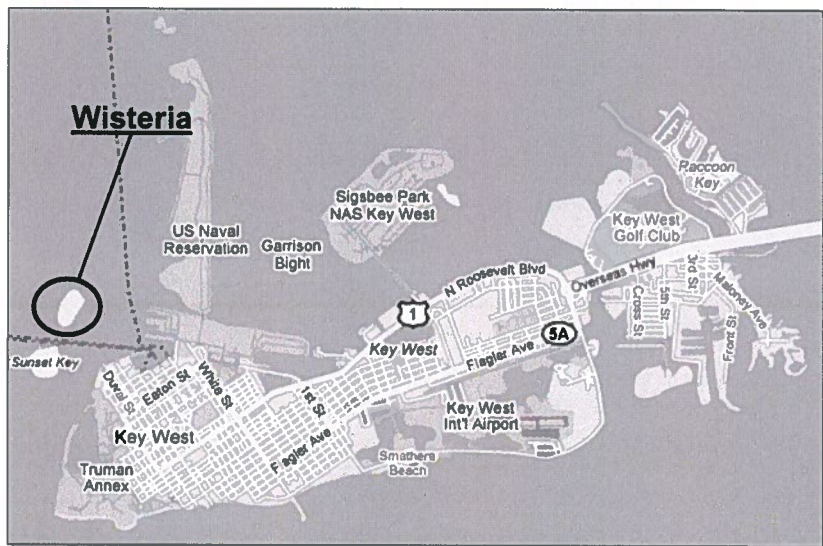 Wisteria
Raccoon
Key
Sigsbee Park
NAS Key West
Key West
Golf Club
US Naval
Reservation
Garrison
Bight
Overseas Hwy
N Roosevelt Blvd
3rd St
5th St
Cross St
Maloney Ave
Front St
1
5A
Key West
Flagler Ave
Sunset Key
Duval St
Eaton St
White St
1st St
Key West
Int'l Airport
Key West
Flagler Ave
Smathers
Beach
Truman
Annex